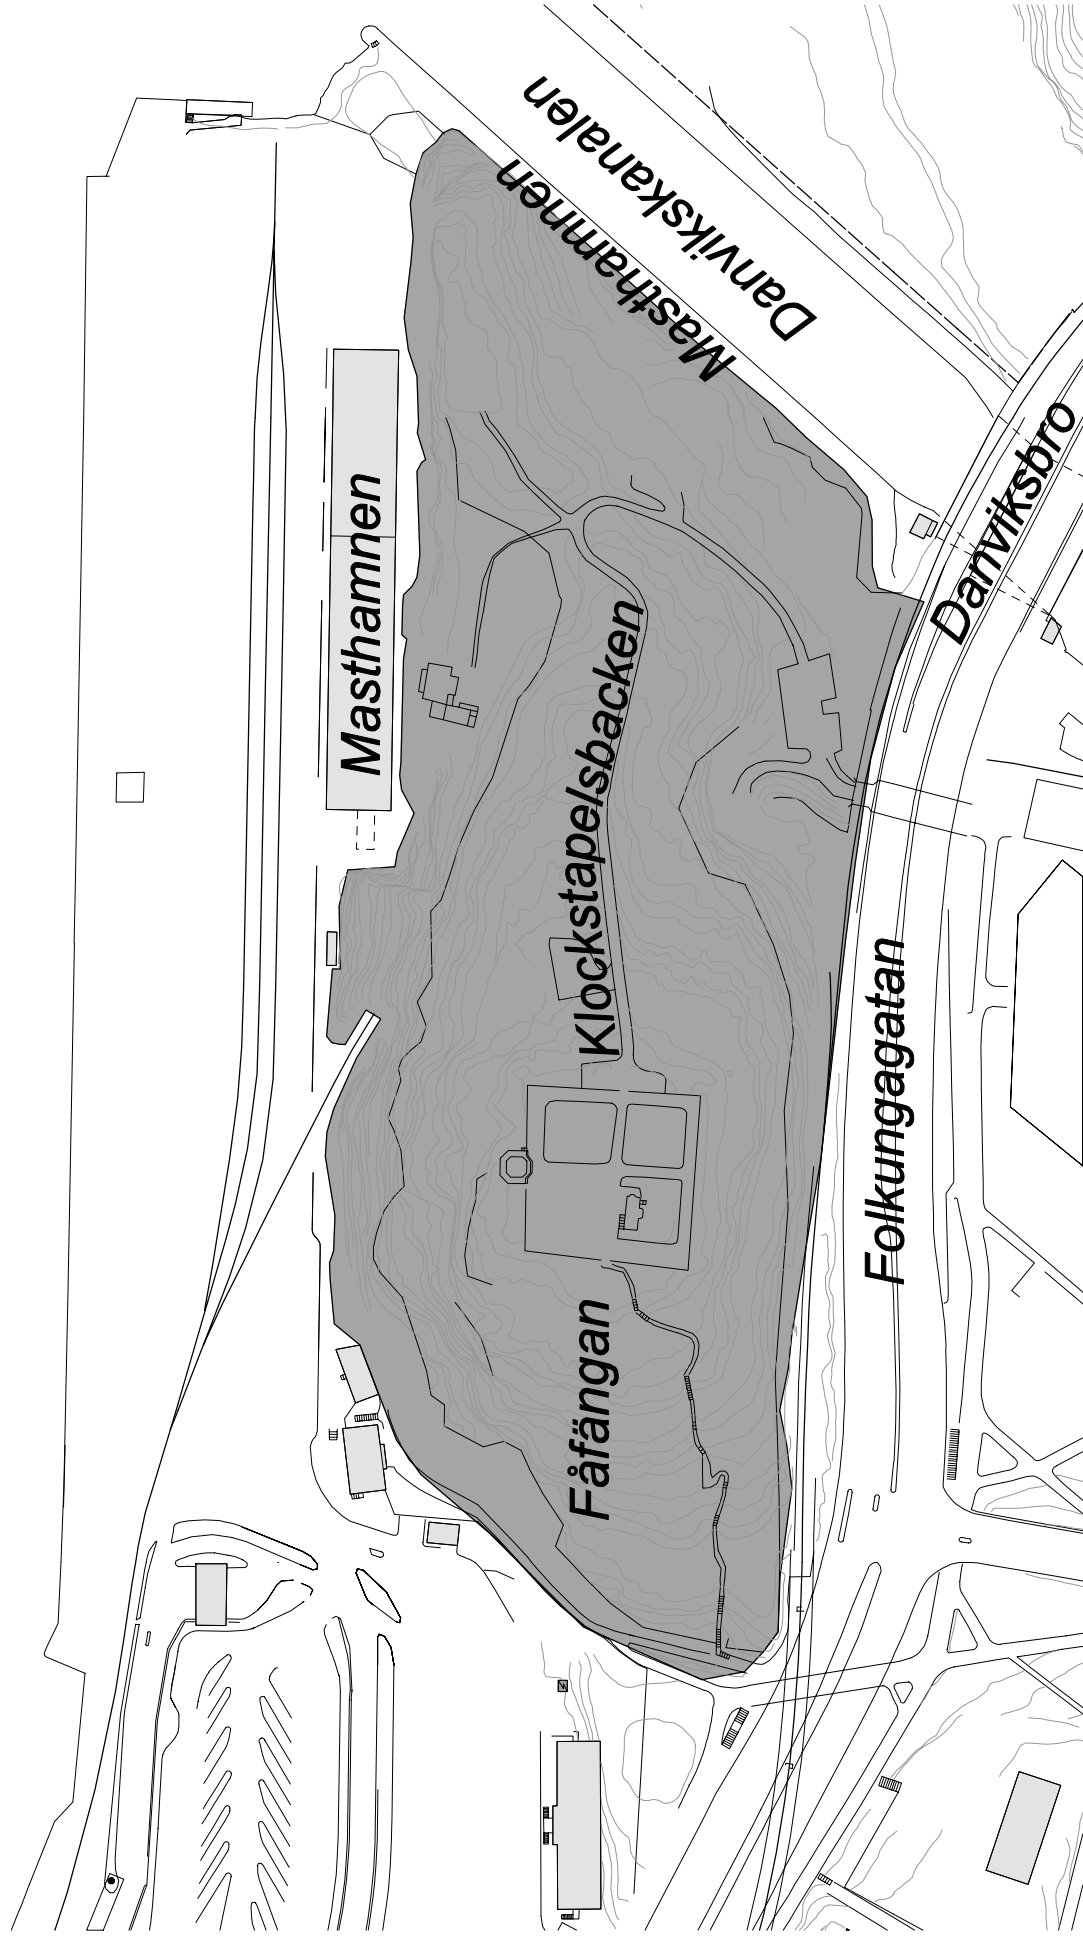 Danvikskanalen
Masthamnen
Masthamnen
Danviksbro
Klockstapelsbacken
Folkungagatan
Fåfängan